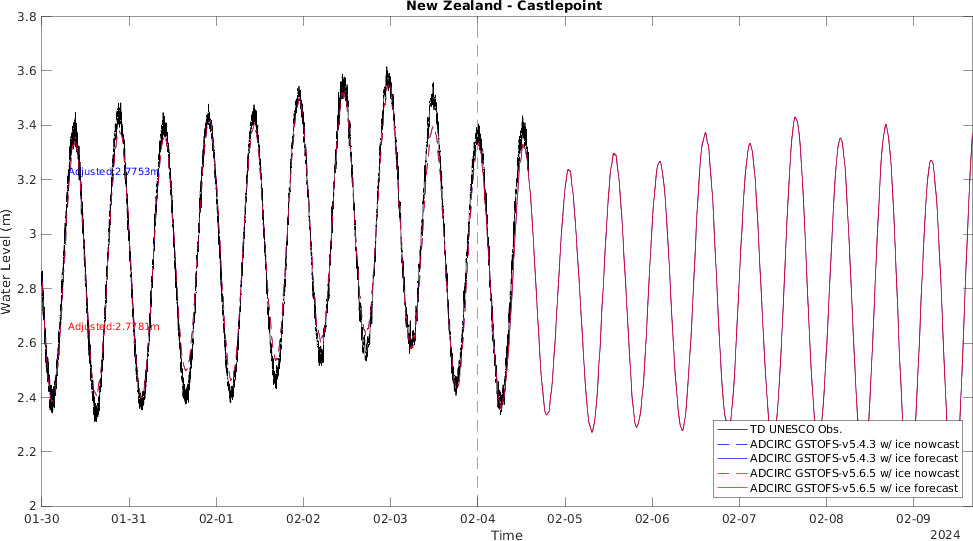 New Zealand - Castlepoint
Water Level (m)
3.8
3.6
3.4
3.2
3
2.8
2.6
2.4
2.2
2
Adjusted:2.7753m
Adjusted:2.7781m
TD UNESCO Obs.
ADCIRC GSTOFS-v5.4.3 w/ ice nowcast
ADCIRC GSTOFS-v5.4.3 w/ ice forecast
ADCIRC GSTOFS-v5.6.5 w/ ice nowcast
ADCIRC GSTOFS-v5.6.5 w/ ice forecast
01-30 01-31 02-01 02-02 02-03 02-04 02-05 02-06 02-07 02-08 02-09
Time
2024